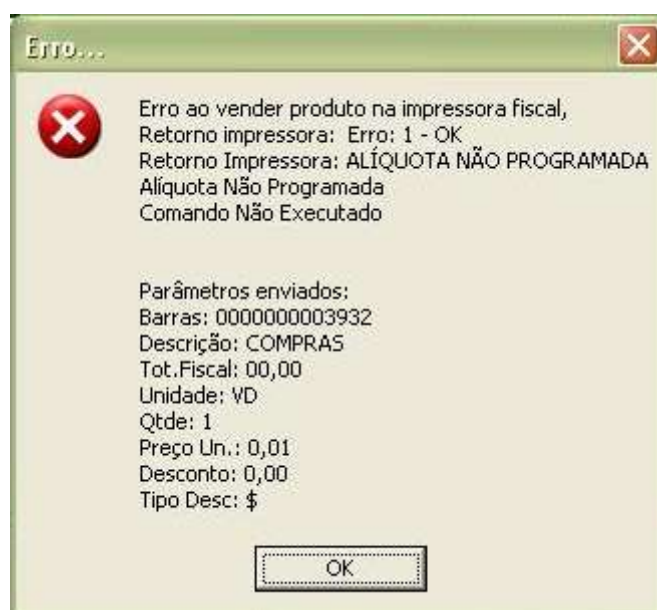 Erro...
Erro ao vender produto na impressora fiscal,
Retorno impressora: Erro: 1 - OK
Retorno Impressora: ALÍQUOTA NÃO PROGRAMADA
Alíquota Não Programada
Comando Não Executado
Parâmetros enviados:
Barras: 0000000003932
Descrição: COMPRAS
Tot.Fiscal: 00,00
Unidade: VD
Qtde: 1
Preço Un.: 0,01
Desconto: 0,00
Tipo Desc: $
OK